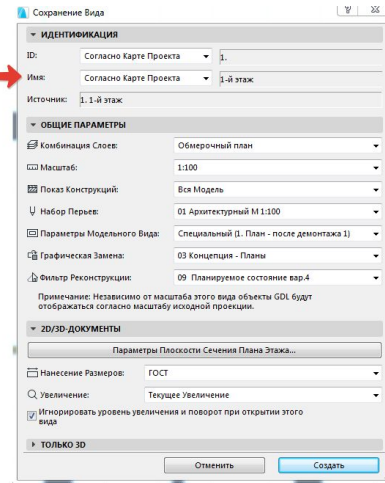 Сохранение Вида
ИДЕНТИФИКАЦИЯ
ID: Согласно Карте Проекта 1.
Имя: Согласно Карте Проекта 1-й этаж
Источник: 1. 1-й этаж
ОБЩИЕ ПАРАМЕТРЫ
Комбинация Слоев: Обмерочный план
Масштаб: 1:100
Показ Конструкций: Вся Модель
Набор Перьев: 01 Архитектурный М 1:100
Параметры Модельного Вида: Специальный (1. План - после демонтажа 1)
Графическая Замена: 03 Концепция - Планы
Фильтр Реконструкции: 09 Планируемое состояние вар.4
Примечание: Независимо от масштаба этого вида объекты GDL будут
отображаться согласно масштабу исходной проекции.
2D/3D-ДОКУМЕНТЫ
Параметры Плоскости Сечения Плана Этажа...
Нанесение Размеров: ГОСТ
Увеличение: Текущее Увеличение
Игнорировать уровень увеличения и поворот при открытии этого
вида
ТОЛЬКО 3D
Отменить Создать